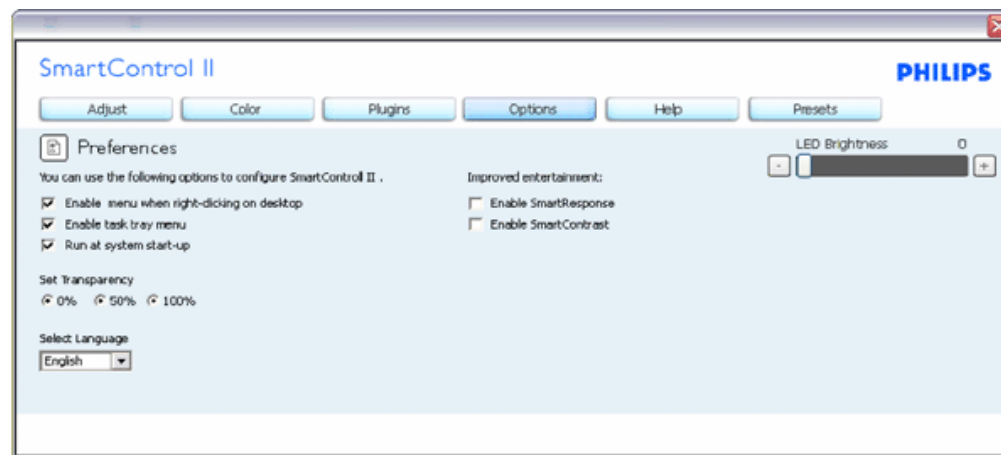 SmartControl II
PHILIPS
Adjust Color Plugins Options Help Presets
Preferences
LED Brightness 0
- +
You can use the following options to configure SmartControl II .
Enable menu when right-clicking on desktop
Enable task tray menu
Run at system start-up
Improved entertainment:
Enable SmartResponse
Enable SmartContrast
Set Transparency
0% 50% 100%
Select Language
English